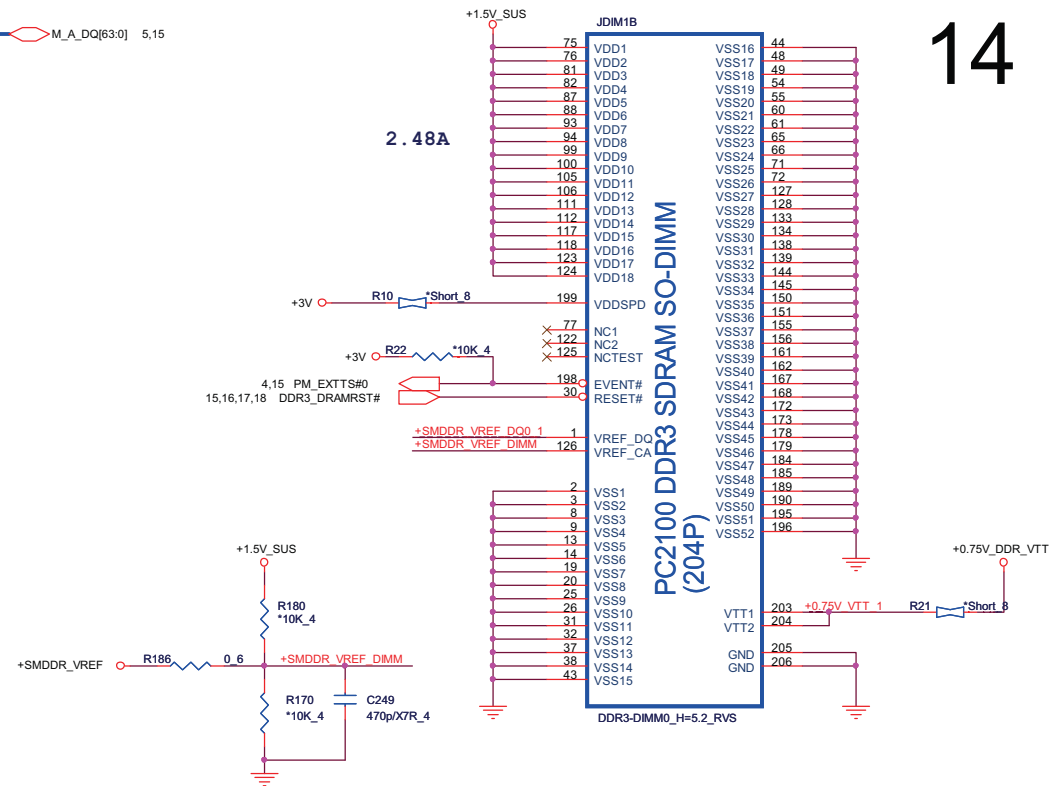 +1.5V_SUS
JDIM1B
14
M_A_DQ[63:0] 5,15
2.48A
75 VDD1 VSS16 44
76 VDD2 VSS17 48
81 VDD3 VSS18 49
82 VDD4 VSS19 54
87 VDD5 VSS20 55
88 VDD6 VSS21 60
93 VDD7 VSS22 61
94 VDD8 VSS23 65
99 VDD9 VSS24 66
100 VDD10 VSS25 71
105 VDD11 VSS26 72
106 VDD12 VSS27 127
111 VDD13 VSS28 128
112 VDD14 VSS29 133
117 VDD15 VSS30 134
118 VDD16 VSS31 138
123 VDD17 VSS32 139
124 VDD18 VSS33 144
VSS34 145
+3V R10 *Short_8 199 VDDSPD VSS35 150
VSS36 151
77 NC1 VSS37 155
122 NC2 VSS38 156
+3V R22 *10K_4 125 NCTEST VSS39 161
VSS40 162
4,15 PM_EXTTS#0 198 EVENT# VSS41 167
15,16,17,18 DDR3_DRAMRST# 30 RESET# VSS42 168
VSS43 172
VSS44 173
+SMDDR_VREF_DQ0_1 1 VREF_DQ VSS45 178
+SMDDR_VREF_DIMM 126 VREF_CA VSS46 179
VSS47 184
VSS48 185
2 VSS1 VSS49 189
3 VSS2 VSS50 190
8 VSS3 VSS51 195
9 VSS4 VSS52 196
13 VSS5
14 VSS6
19 VSS7
20 VSS8
25 VSS9
26 VSS10
31 VSS11
32 VSS12
37 VSS13
38 VSS14
43 VSS15
PC2100 DDR3 SDRAM SO-DIMM
(204P)
+0.75V_DDR_VTT
VTT1 203 +0.75V_VTT_1 R21 *Short_8
VTT2 204
GND 205
GND 206
DDR3-DIMM0_H=5.2_RVS
+1.5V_SUS
R180
*10K_4
+SMDDR_VREF R186 0_6 +SMDDR_VREF_DIMM
R170
*10K_4
C249
470p/X7R_4